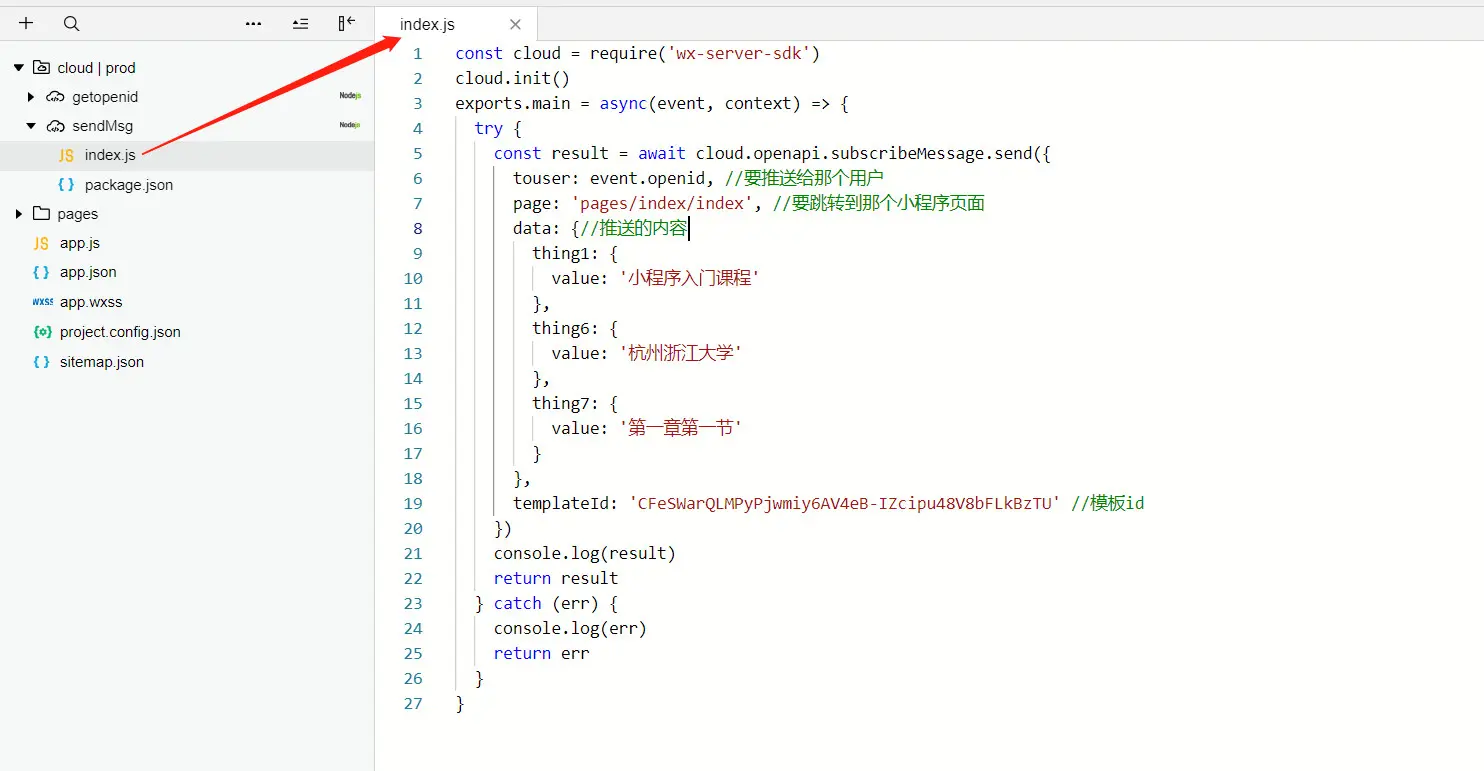 index.js
cloud | prod
getopenid Nodejs
sendMsg Nodejs
JS index.js
{ } package.json
pages
JS app.js
{ } app.json
wxss app.wxss
project.config.json
{ } sitemap.json
1 const cloud = require('wx-server-sdk')
2 cloud.init()
3 exports.main = async(event, context) => {
4 try {
5 const result = await cloud.openapi.subscribeMessage.send({
6 touser: event.openid, //要推送给那个用户
7 page: 'pages/index/index', //要跳转到那个小程序页面
8 data: {//推送的内容
9 thing1: {
10 value: '小程序入门课程'
11 },
12 thing6: {
13 value: '杭州浙江大学'
14 },
15 thing7: {
16 value: '第一章第一节'
17 }
18 },
19 templateId: 'CFeSWarQLMPyPjwmiy6AV4eB-IZcipu48V8bFLkBzTU' //模板id
20 })
21 console.log(result)
22 return result
23 } catch (err) {
24 console.log(err)
25 return err
26 }
27 }